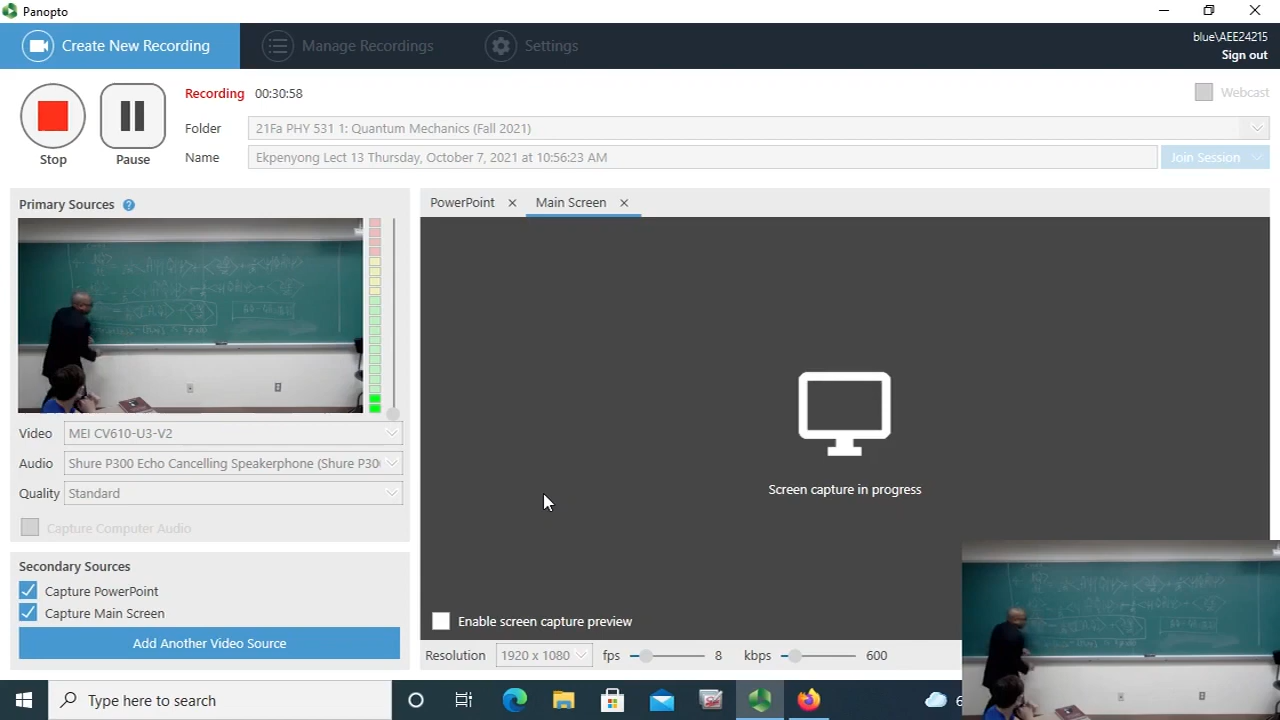 Panopto
Create New Recording
Manage Recordings
Settings
blue\AEE24215
Sign out
Recording 00:30:58
Webcast
Stop
Pause
Folder 21Fa PHY 531 1: Quantum Mechanics (Fall 2021)
Name Ekpenyong Lect 13 Thursday, October 7, 2021 at 10:56:23 AM
Join Session
Primary Sources ?
PowerPoint
Main Screen
Video MEI CV610-U3-V2
Audio Shure P300 Echo Cancelling Speakerphone (Shure P30
Quality Standard
Capture Computer Audio
Screen capture in progress
Secondary Sources
Capture PowerPoint
Capture Main Screen
Add Another Video Source
Enable screen capture preview
Resolution 1920 x 1080 fps 8 kbps 600
Type here to search